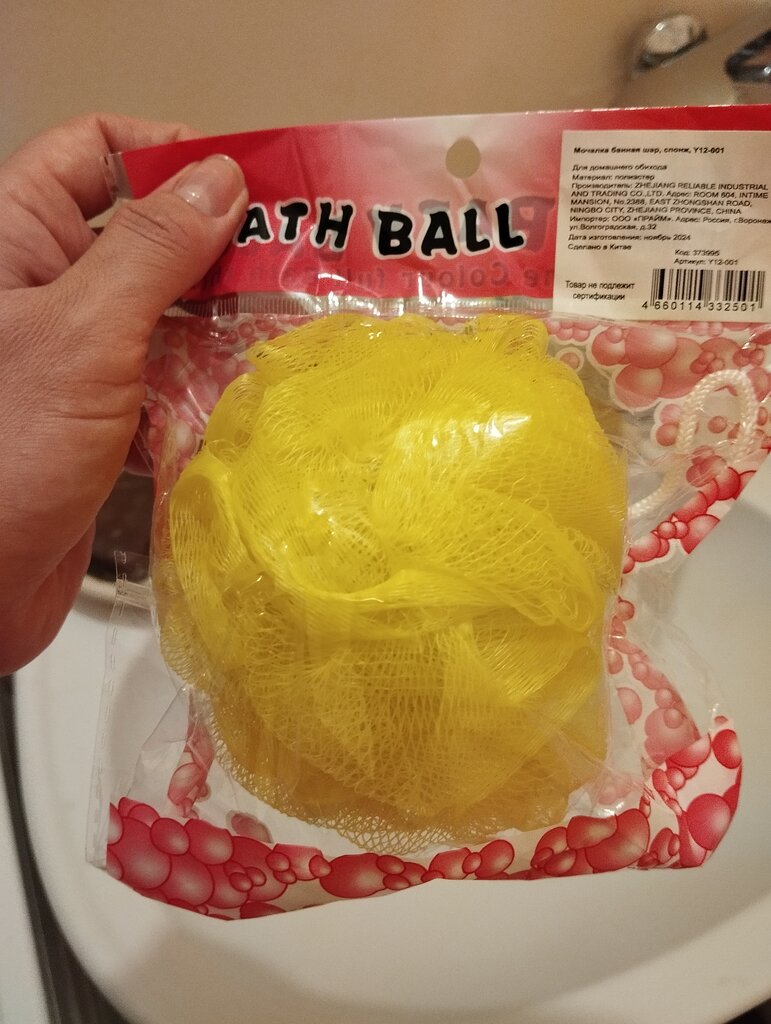 ATH BALL
Мочалка банная шар, спонж, Y12-001
Для домашнего обихода
Материал: полиэстер
Производитель: ZHEJIANG RELIABLE INDUSTRIAL
AND TRADING CO.,LTD. Адрес: ROOM 604, INTIME
MANSION, No.2388, EAST ZHONGSHAN ROAD,
NINGBO CITY, ZHEJIANG PROVINCE, CHINA
Импортер: ООО «ПРАЙМ». Адрес: Россия, г.Воронеж
ул.Волгоградская, д.32
Дата изготовления: ноябрь 2024
Сделано в Китае
Код: 373995
Артикул: Y12-001
Товар не подлежит
сертификации
4 660114 332501